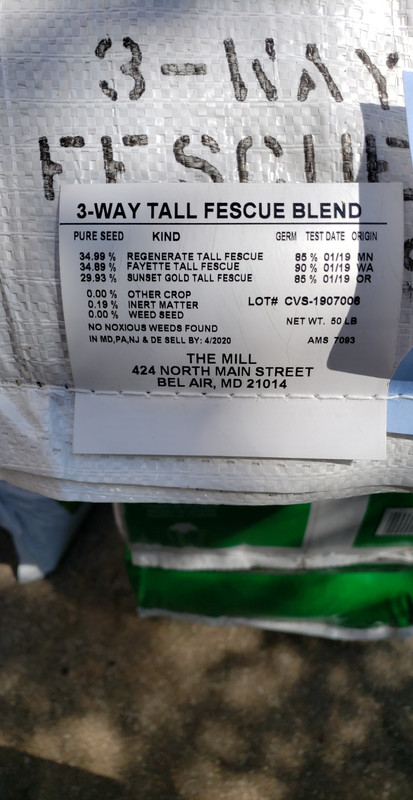 3-WAY
FESCUE
3-WAY TALL FESCUE BLEND
PURE SEED KIND GERM TEST DATE ORIGIN
34.99 % REGENERATE TALL FESCUE 85 % 01/19 MN
34.89 % FAYETTE TALL FESCUE 90 % 01/19 WA
29.93 % SUNSET GOLD TALL FESCUE 85 % 01/19 OR
0.00 % OTHER CROP
0.19 % INERT MATTER LOT# CVS-1907006
0.00 % WEED SEED
NO NOXIOUS WEEDS FOUND NET WT. 50 LB
IN MD,PA,NJ & DE SELL BY: 4/2020 AMS 7093
THE MILL
424 NORTH MAIN STREET
BEL AIR, MD 21014